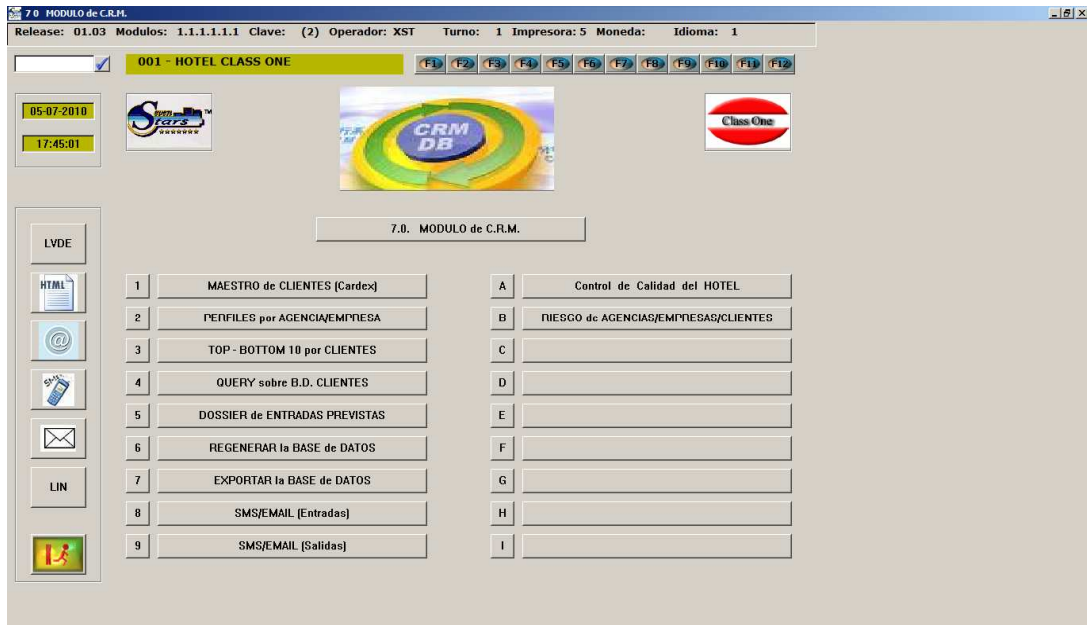 7 0 MODULO de C.R.M.
Release: 01.03 Modulos: 1.1.1.1.1.1 Clave: (2) Operador: XST Turno: 1 Impresora: 5 Moneda: Idioma: 1
001 - HOTEL CLASS ONE
F1 F2 F3 F4 F5 F6 F7 F8 F9 F10 F11 F12
05-07-2010
17:45:01
Stars
CRM
DB
Class One
7.0. MODULO de C.R.M.
LVDE
HTML
@
SMS
LIN
1 MAESTRO de CLIENTES (Cardex)
2 PERFILES por AGENCIA/EMPRESA
3 TOP - BOTTOM 10 por CLIENTES
4 QUERY sobre B.D. CLIENTES
5 DOSSIER de ENTRADAS PREVISTAS
6 REGENERAR la BASE de DATOS
7 EXPORTAR la BASE de DATOS
8 SMS/EMAIL (Entradas)
9 SMS/EMAIL (Salidas)
A Control de Calidad del HOTEL
B RIESGO de AGENCIAS/EMPRESAS/CLIENTES
C
D
E
F
G
H
I